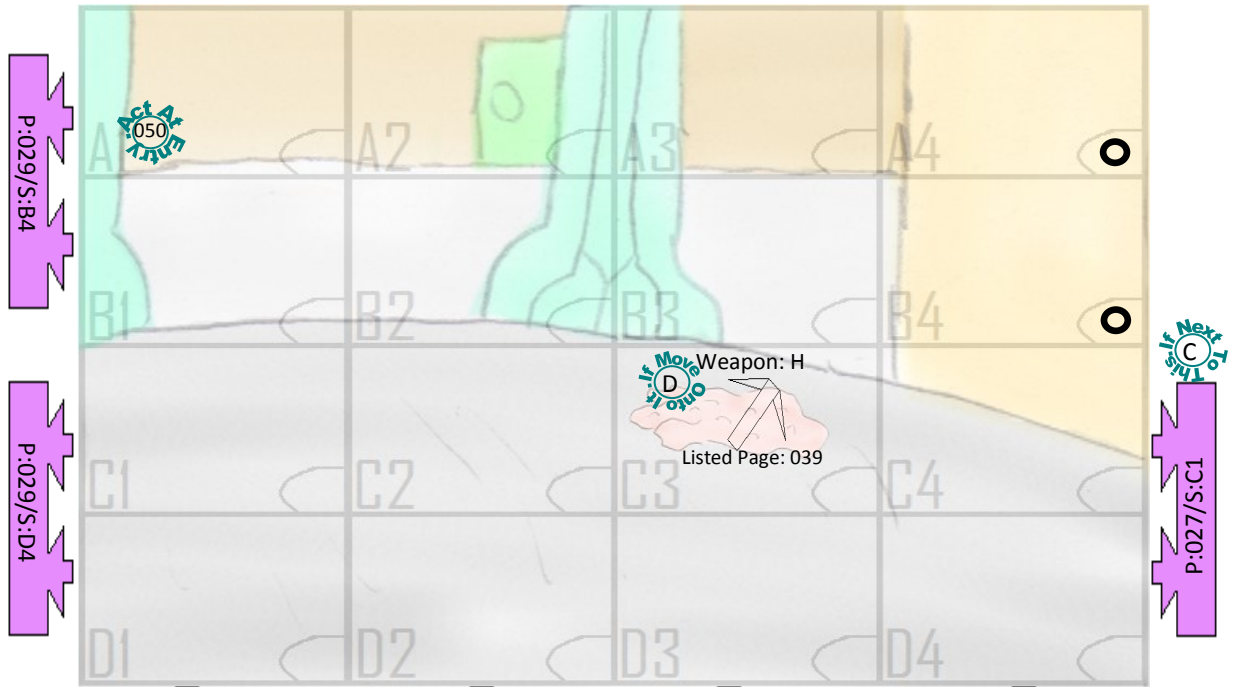 P:029/S:B4
Act At Entry.
050
A1
A2
A3
A4
B1
B2
B3
B4
If Next To This.
C
If Move Onto It.
D
Weapon: H
Listed Page: 039
P:029/S:D4
C1
C2
C3
C4
P:027/S:C1
D1
D2
D3
D4